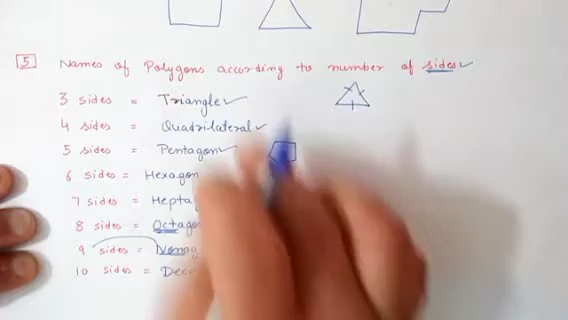 5 Names of Polygons according to number of sides
3 sides = Triangle
4 sides = Quadrilateral
5 sides = Pentagon
6 sides = Hexagon
7 sides =
8 sides =
9 sides =
10 sides =